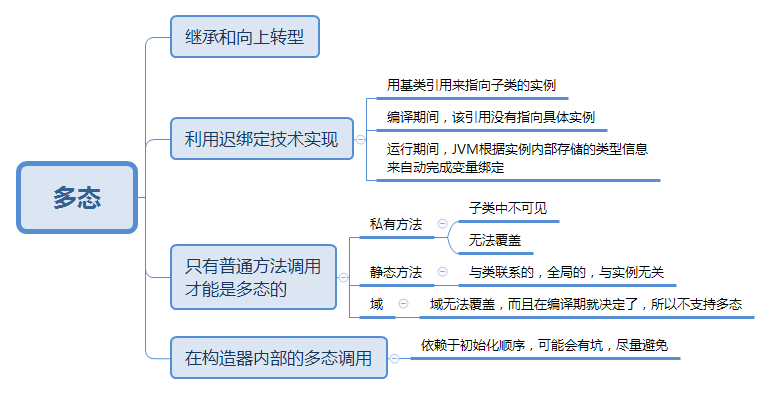 多态
继承和向上转型
利用迟绑定技术实现
用基类引用来指向子类的实例
编译期间，该引用没有指向具体实例
运行期间，JVM根据实例内部存储的类型信息
来自动完成变量绑定
只有普通方法调用
才能是多态的
私有方法
子类中不可见
无法覆盖
静态方法
与类联系的，全局的，与实例无关
域
域无法覆盖，而且在编译期就决定了，所以不支持多态
在构造器内部的多态调用
依赖于初始化顺序，可能会有坑，尽量避免